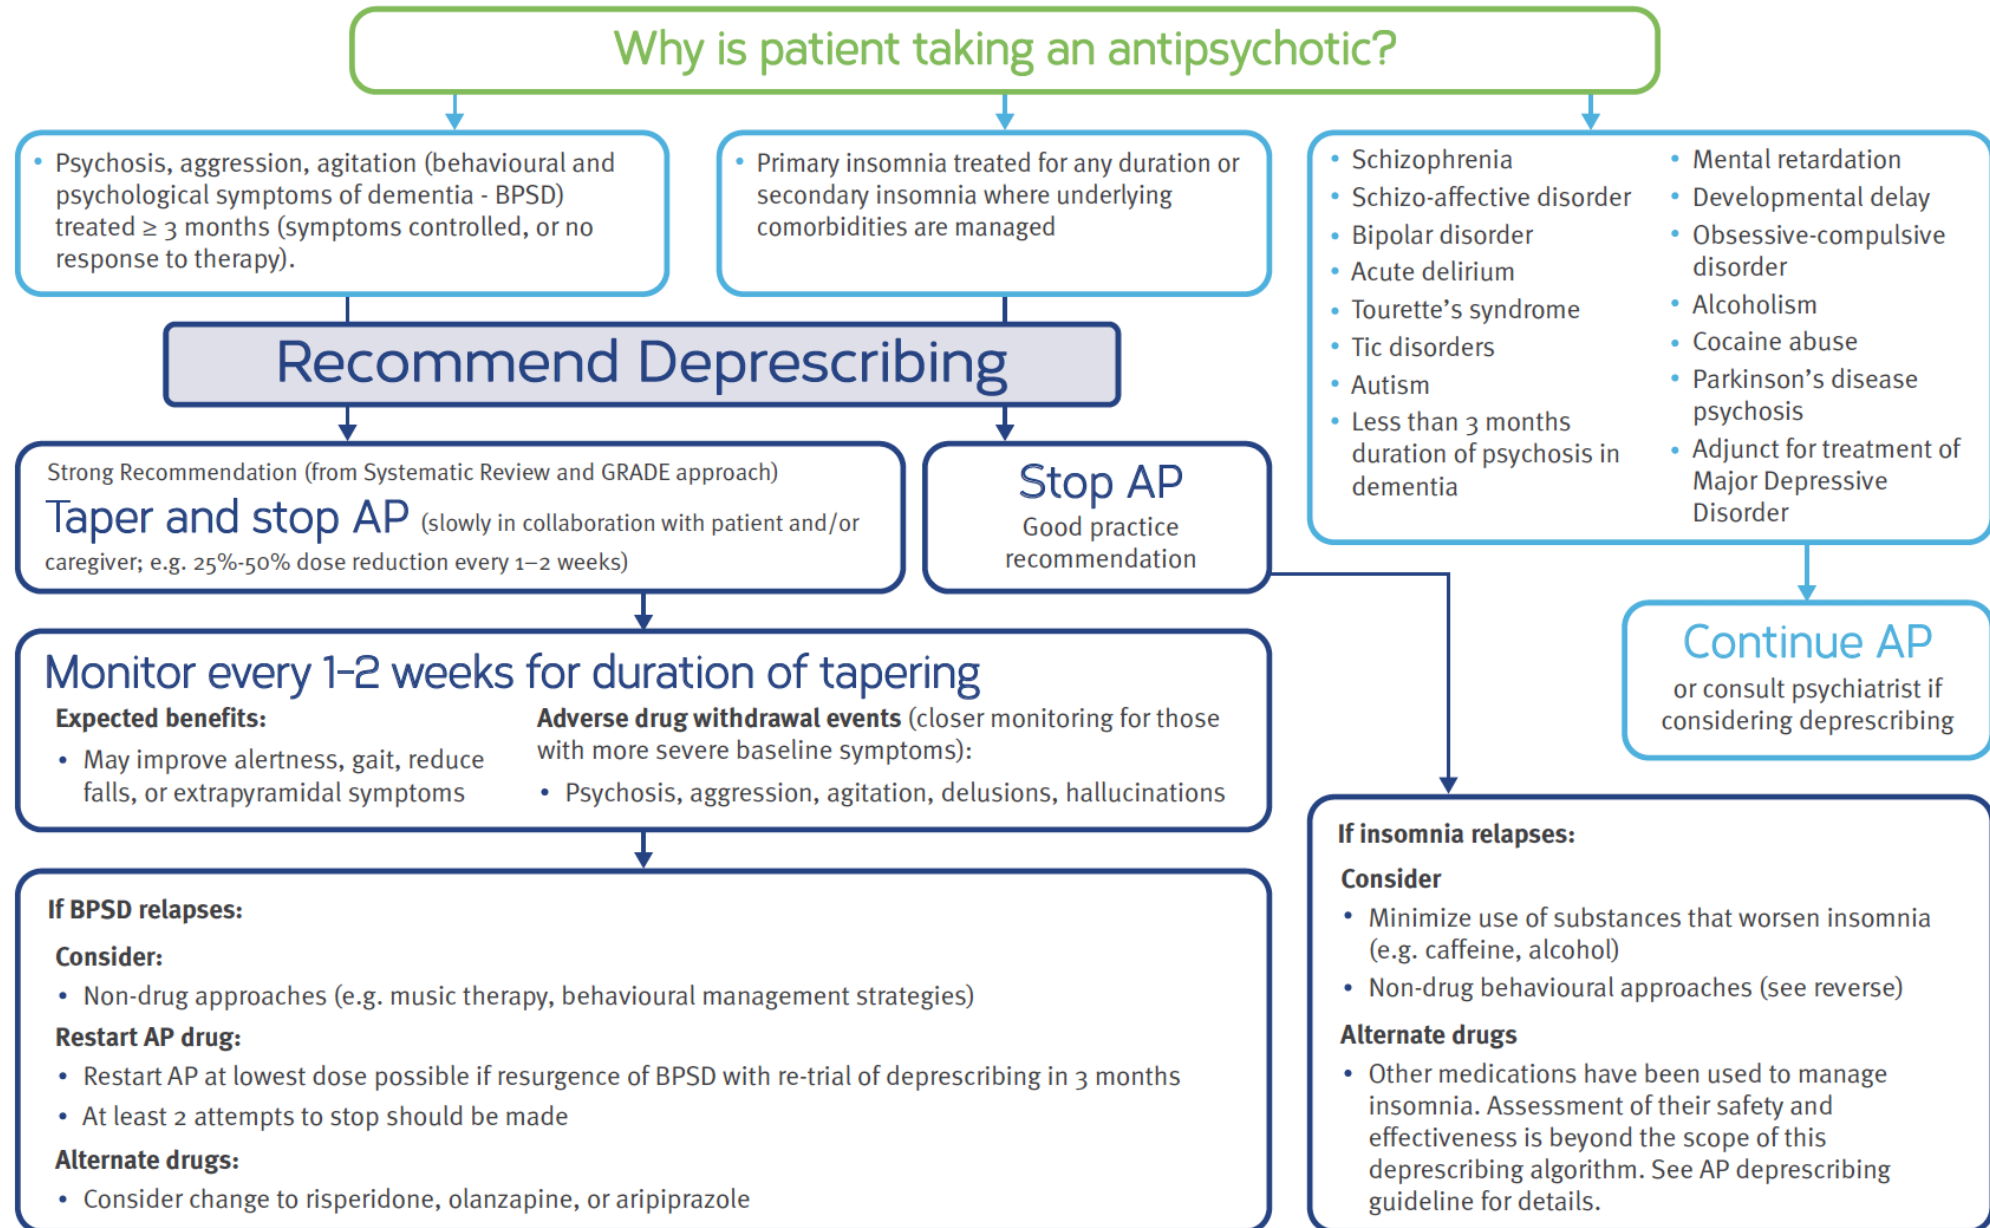 Why is patient taking an antipsychotic?
• Psychosis, aggression, agitation (behavioural and
psychological symptoms of dementia - BPSD)
treated ≥ 3 months (symptoms controlled, or no
response to therapy).
• Primary insomnia treated for any duration or
secondary insomnia where underlying
comorbidities are managed
• Schizophrenia
• Schizo-affective disorder
• Bipolar disorder
• Acute delirium
• Tourette’s syndrome
• Tic disorders
• Autism
• Less than 3 months
duration of psychosis in
dementia
• Mental retardation
• Developmental delay
• Obsessive-compulsive
disorder
• Alcoholism
• Cocaine abuse
• Parkinson’s disease
psychosis
• Adjunct for treatment of
Major Depressive
Disorder
Recommend Deprescribing
Strong Recommendation (from Systematic Review and GRADE approach)
Taper and stop AP (slowly in collaboration with patient and/or
caregiver; e.g. 25%-50% dose reduction every 1–2 weeks)
Stop AP
Good practice
recommendation
Continue AP
or consult psychiatrist if
considering deprescribing
Monitor every 1-2 weeks for duration of tapering
Expected benefits:
• May improve alertness, gait, reduce
falls, or extrapyramidal symptoms
Adverse drug withdrawal events (closer monitoring for those
with more severe baseline symptoms):
• Psychosis, aggression, agitation, delusions, hallucinations
If BPSD relapses:
Consider:
• Non-drug approaches (e.g. music therapy, behavioural management strategies)
Restart AP drug:
• Restart AP at lowest dose possible if resurgence of BPSD with re-trial of deprescribing in 3 months
• At least 2 attempts to stop should be made
Alternate drugs:
• Consider change to risperidone, olanzapine, or aripiprazole
If insomnia relapses:
Consider
• Minimize use of substances that worsen insomnia
(e.g. caffeine, alcohol)
• Non-drug behavioural approaches (see reverse)
Alternate drugs
• Other medications have been used to manage
insomnia. Assessment of their safety and
effectiveness is beyond the scope of this
deprescribing algorithm. See AP deprescribing
guideline for details.